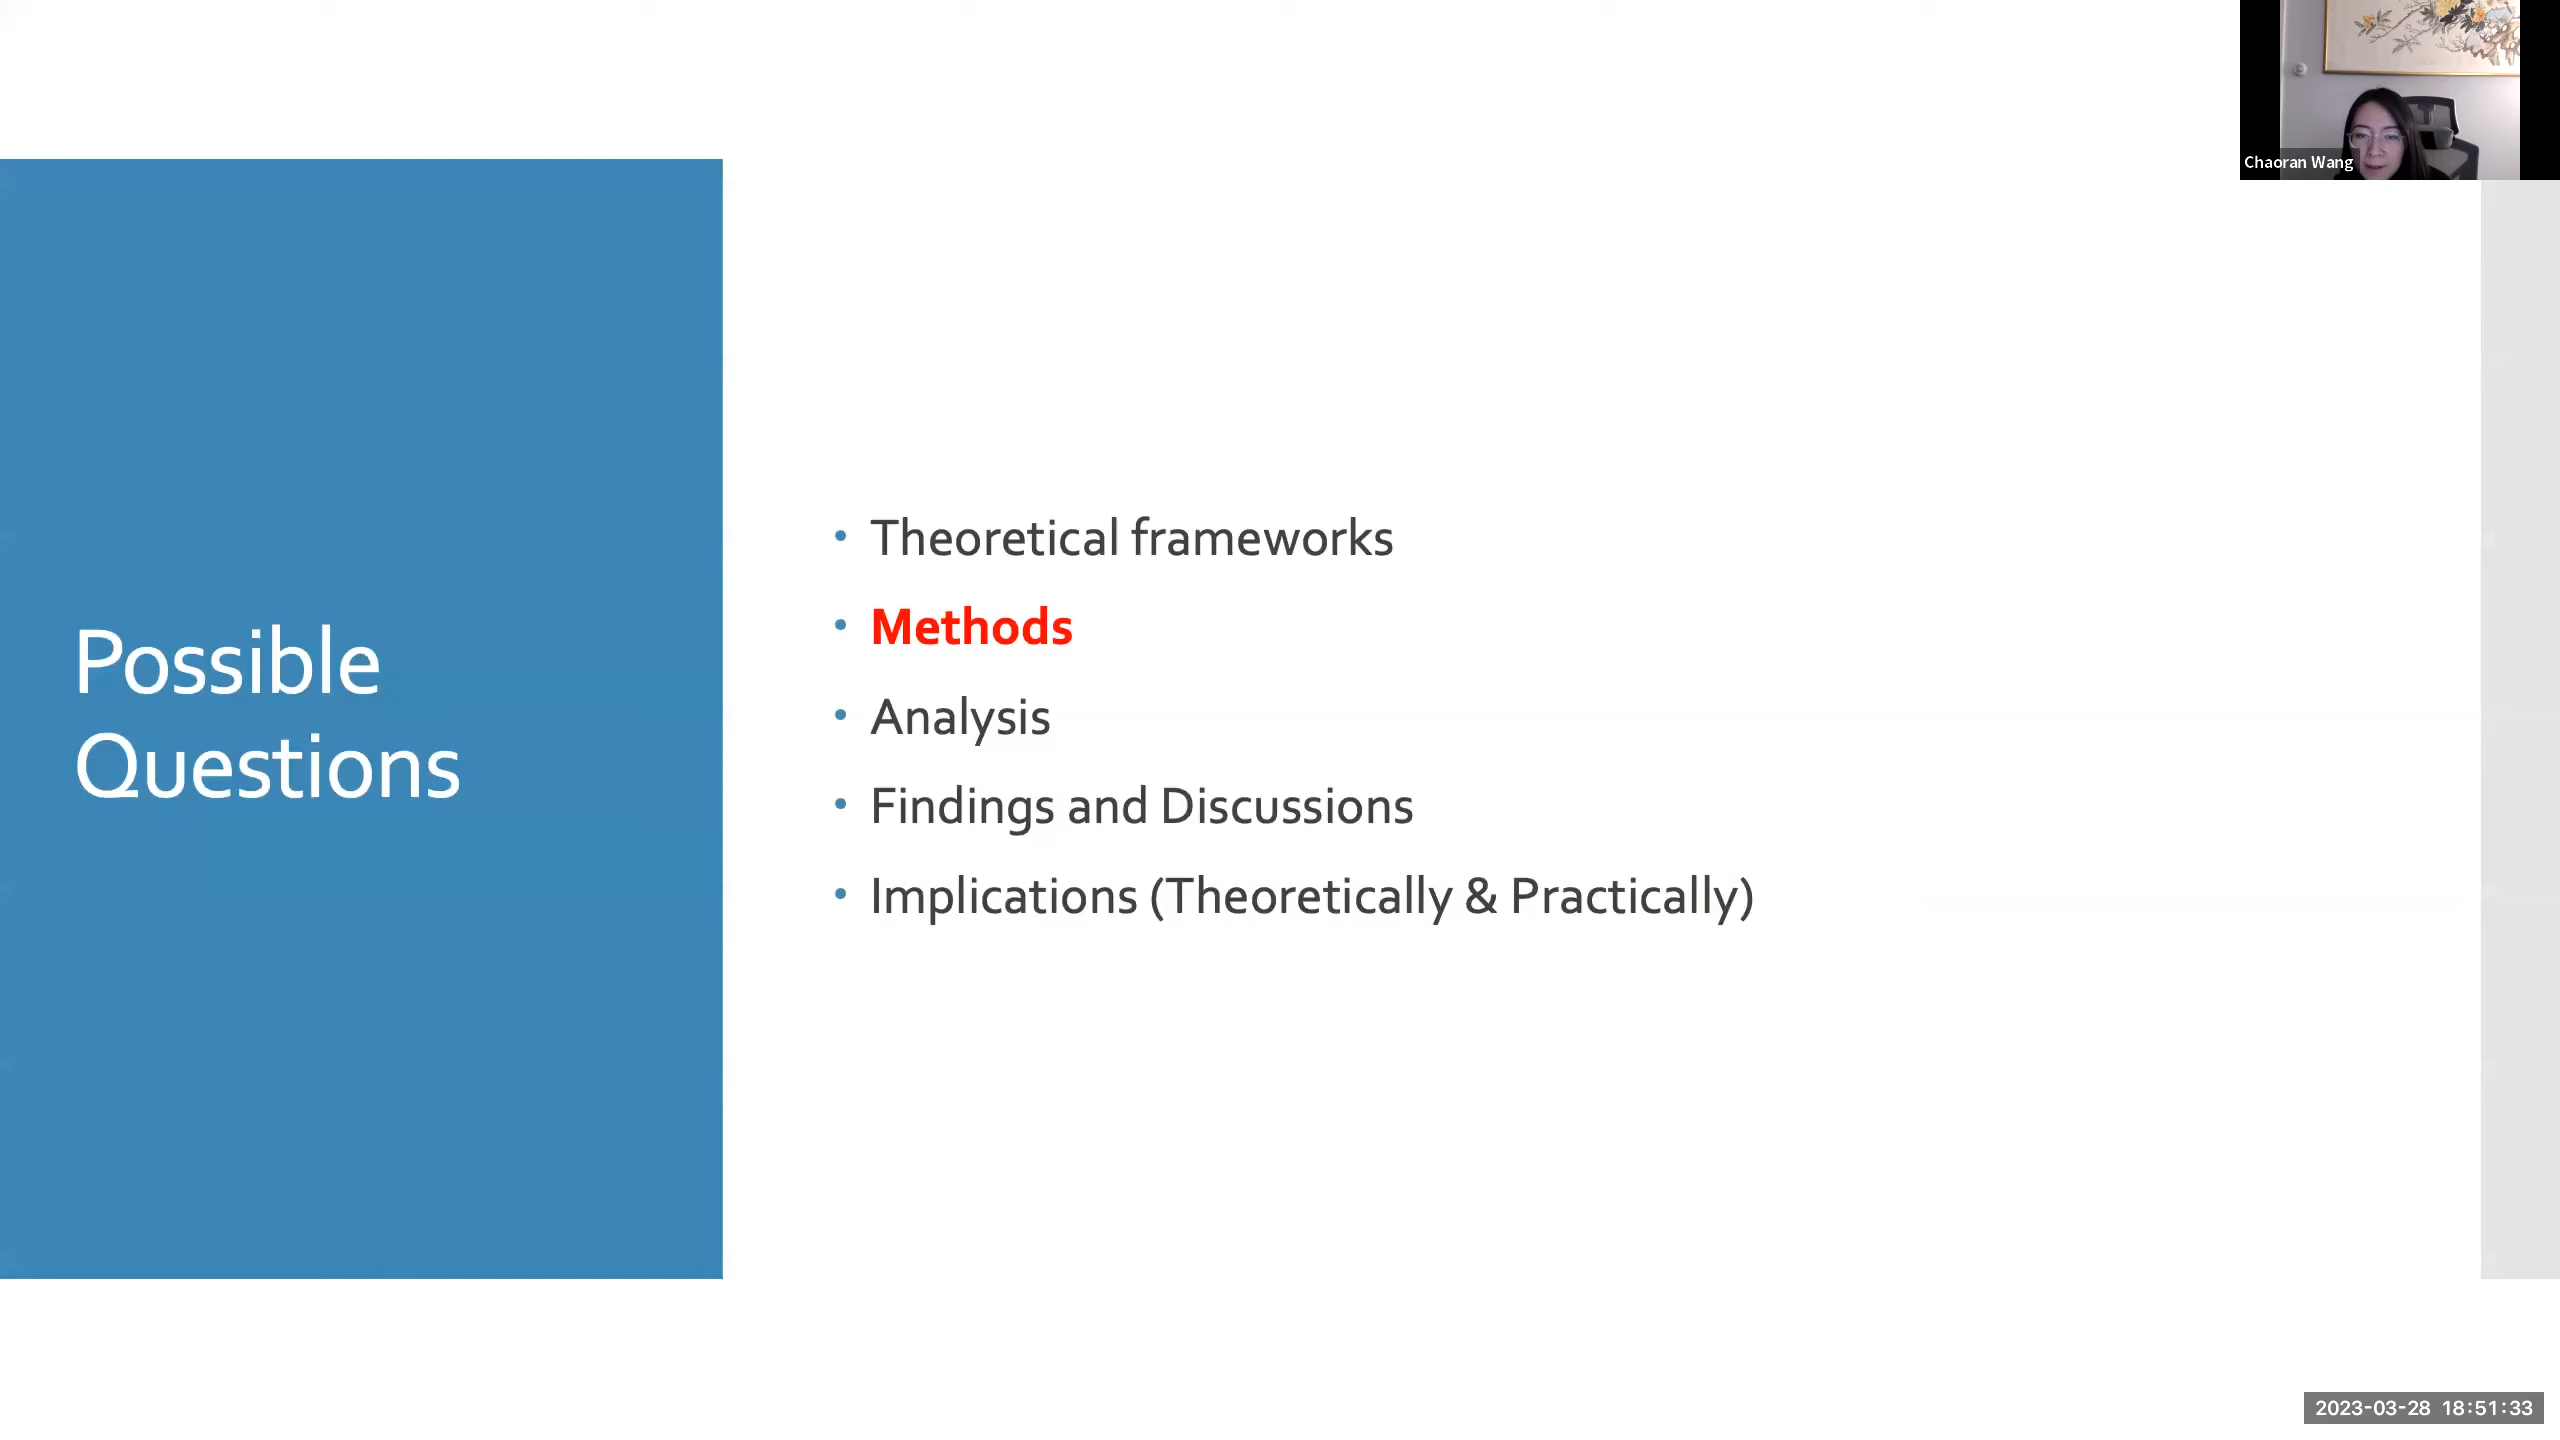 Chaoran Wang
Possible
Questions
• Theoretical frameworks
• Methods
• Analysis
• Findings and Discussions
• Implications (Theoretically & Practically)
2023-03-28 18:51:33